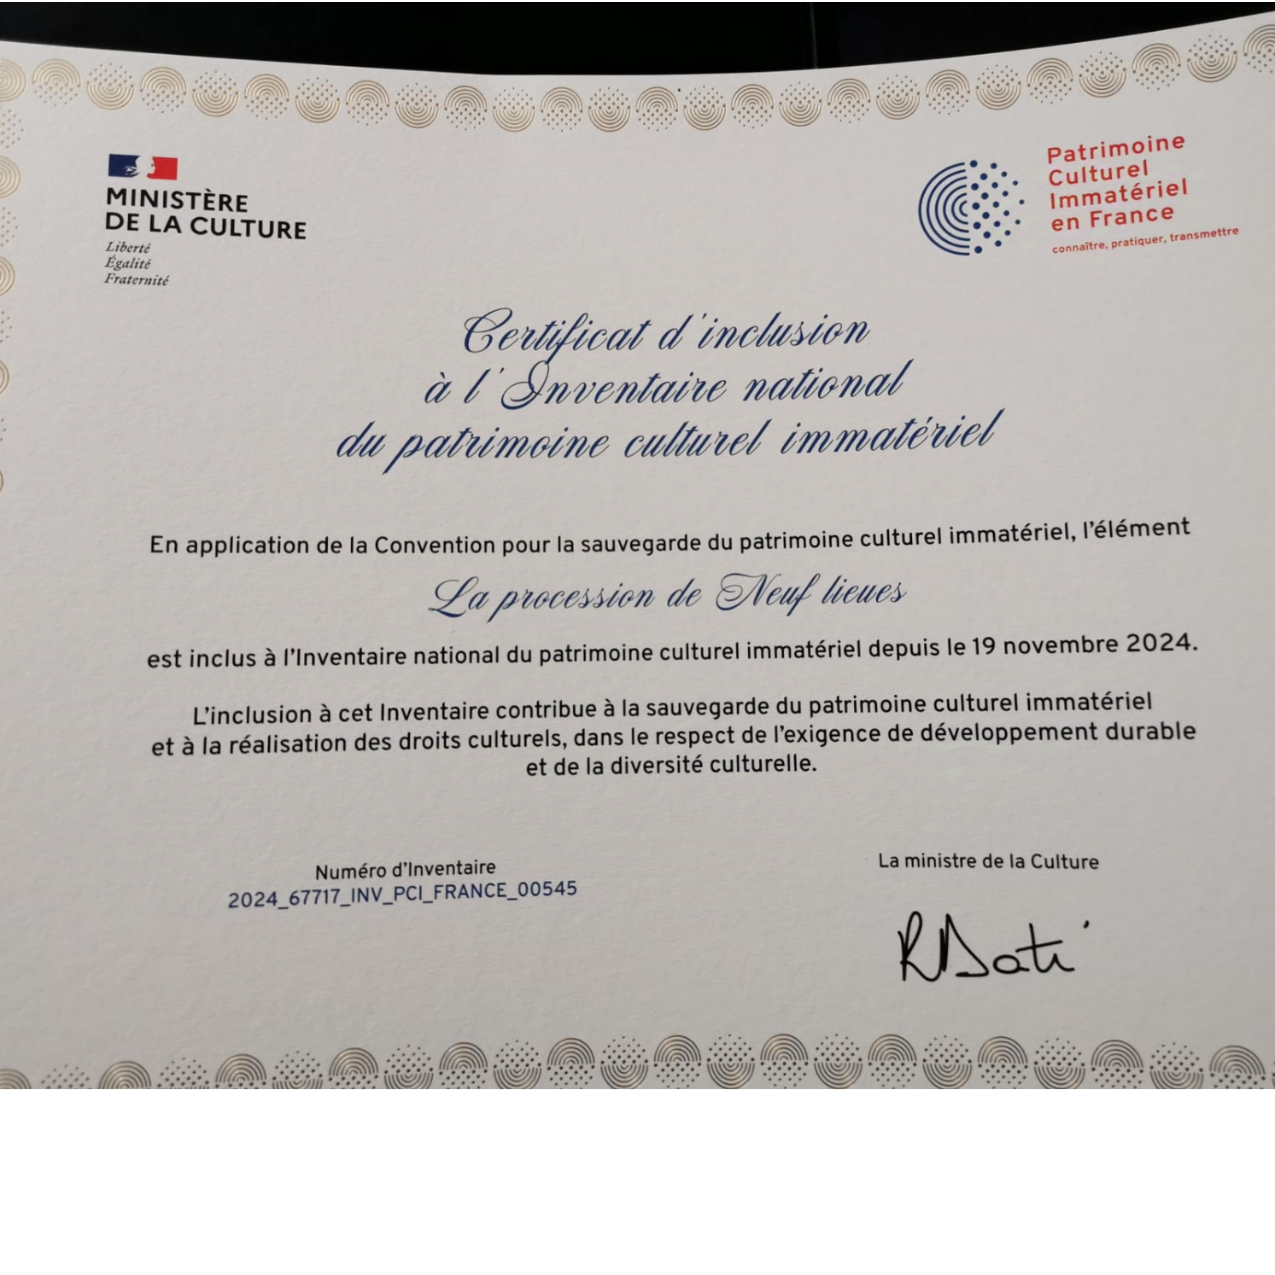 MINISTÈRE
DE LA CULTURE
Liberté
Égalité
Fraternité
Patrimoine
Culturel
Immatériel
en France
connaître, pratiquer, transmettre
Certificat d'inclusion
à l'Inventaire national
du patrimoine culturel immatériel
En application de la Convention pour la sauvegarde du patrimoine culturel immatériel, l'élément
La procession de Neuf lieues
est inclus à l'Inventaire national du patrimoine culturel immatériel depuis le 19 novembre 2024.
L'inclusion à cet Inventaire contribue à la sauvegarde du patrimoine culturel immatériel
et à la réalisation des droits culturels, dans le respect de l'exigence de développement durable
et de la diversité culturelle.
Numéro d'Inventaire
2024_67717_INV_PCI_FRANCE_00545
La ministre de la Culture
RDati